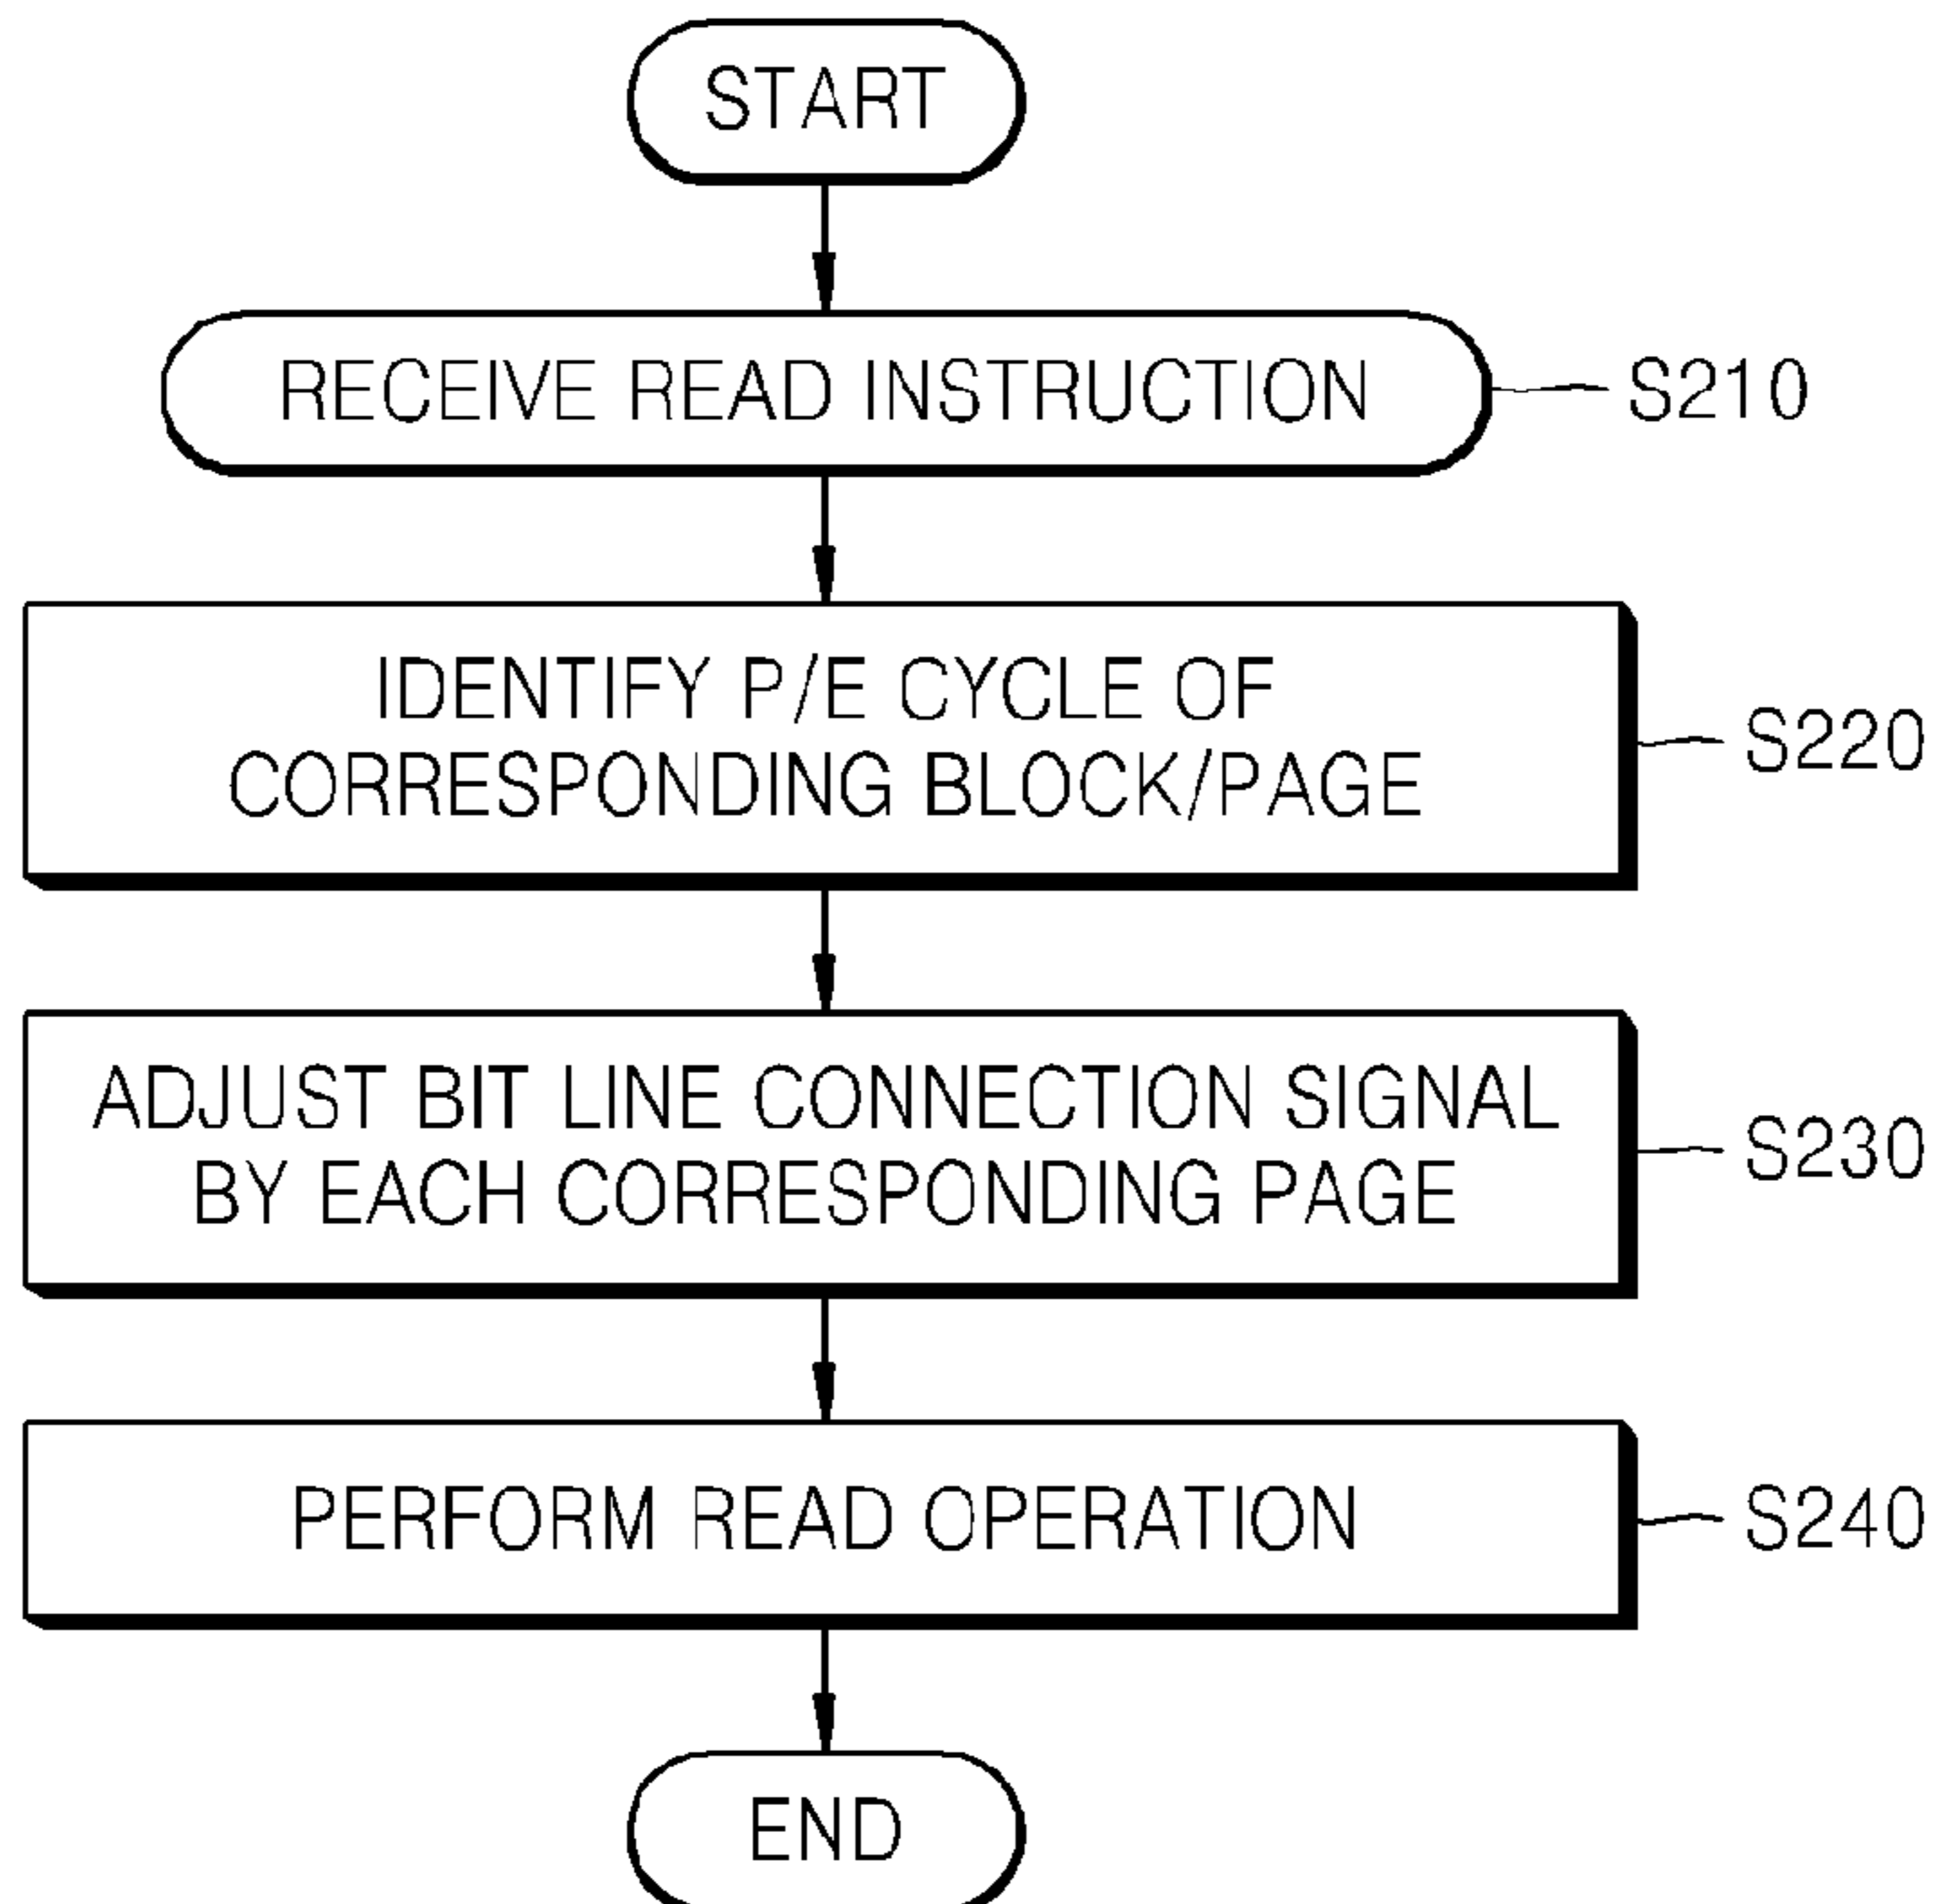 START
RECEIVE READ INSTRUCTION
S210
IDENTIFY P/E CYCLE OF
CORRESPONDING BLOCK/PAGE
S220
ADJUST BIT LINE CONNECTION SIGNAL
BY EACH CORRESPONDING PAGE
S230
PERFORM READ OPERATION
S240
END